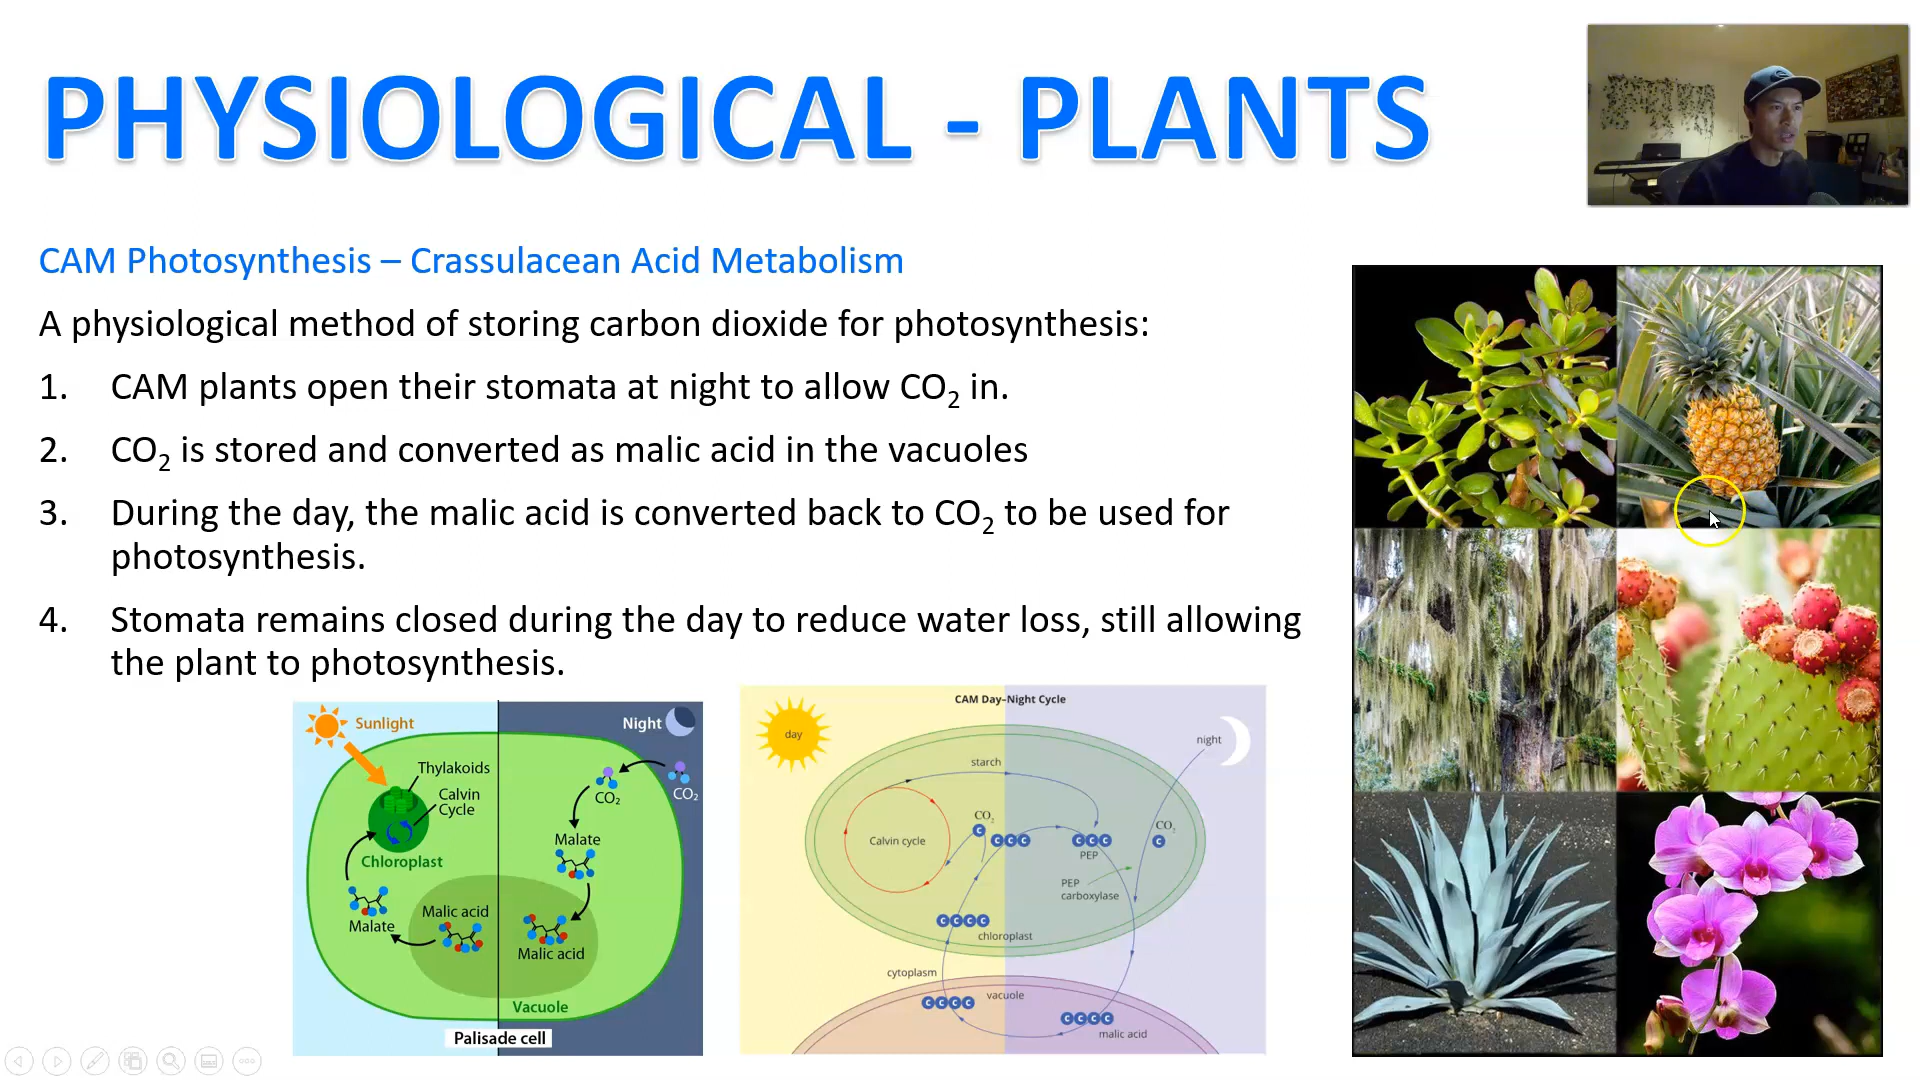 PHYSIOLOGICAL - PLANTS
CAM Photosynthesis – Crassulacean Acid Metabolism
A physiological method of storing carbon dioxide for photosynthesis:
1. CAM plants open their stomata at night to allow CO₂ in.
2. CO₂ is stored and converted as malic acid in the vacuoles
3. During the day, the malic acid is converted back to CO₂ to be used for
photosynthesis.
4. Stomata remains closed during the day to reduce water loss, still allowing
the plant to photosynthesis.
Sunlight
Night
Thylakoids
Calvin
Cycle
CO₂
CO₂
Malate
Chloroplast
Malate
Malic acid
Malic acid
Vacuole
Palisade cell
CAM Day–Night Cycle
day
night
starch
CO₂
CO₂
Calvin cycle
C
C C C
C C C
C
PEP
PEP
carboxylase
C C C C
chloroplast
cytoplasm
vacuole
C C C C
C C C C
malic acid